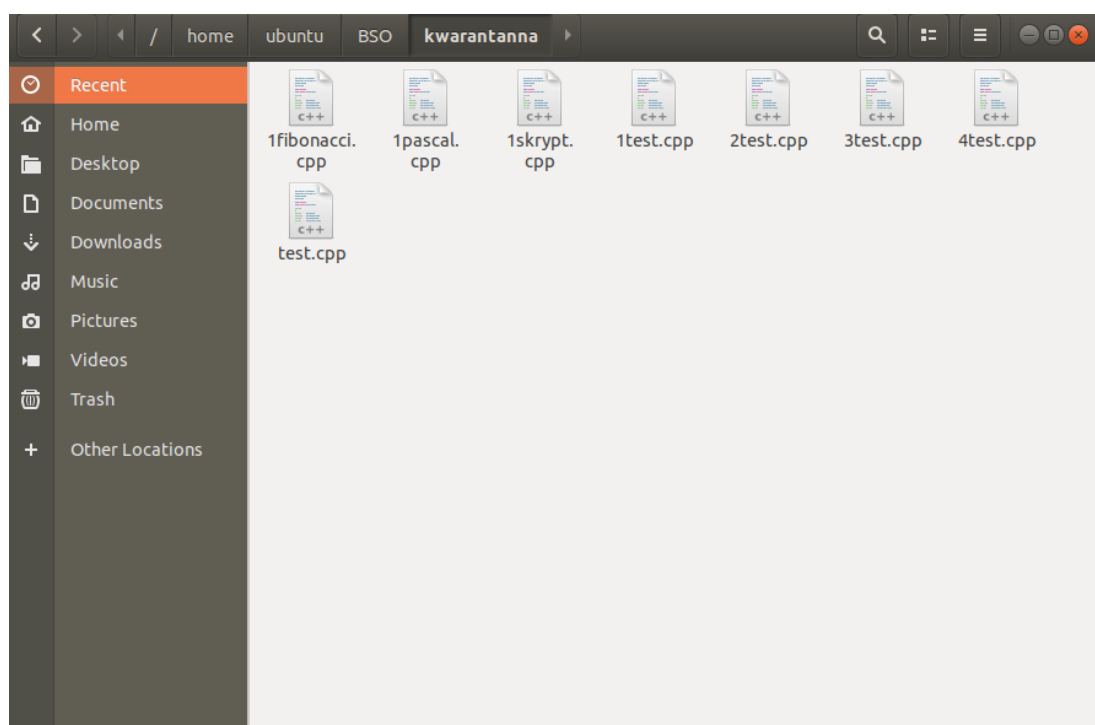 / home ubuntu BSO kwarantanna
Recent
Home
Desktop
Documents
Downloads
Music
Pictures
Videos
Trash
Other Locations
c++ c++ c++ c++ c++ c++ c++
1fibonacci. 1pascal. 1skrypt. 1test.cpp 2test.cpp 3test.cpp 4test.cpp
cpp cpp cpp
c++
test.cpp